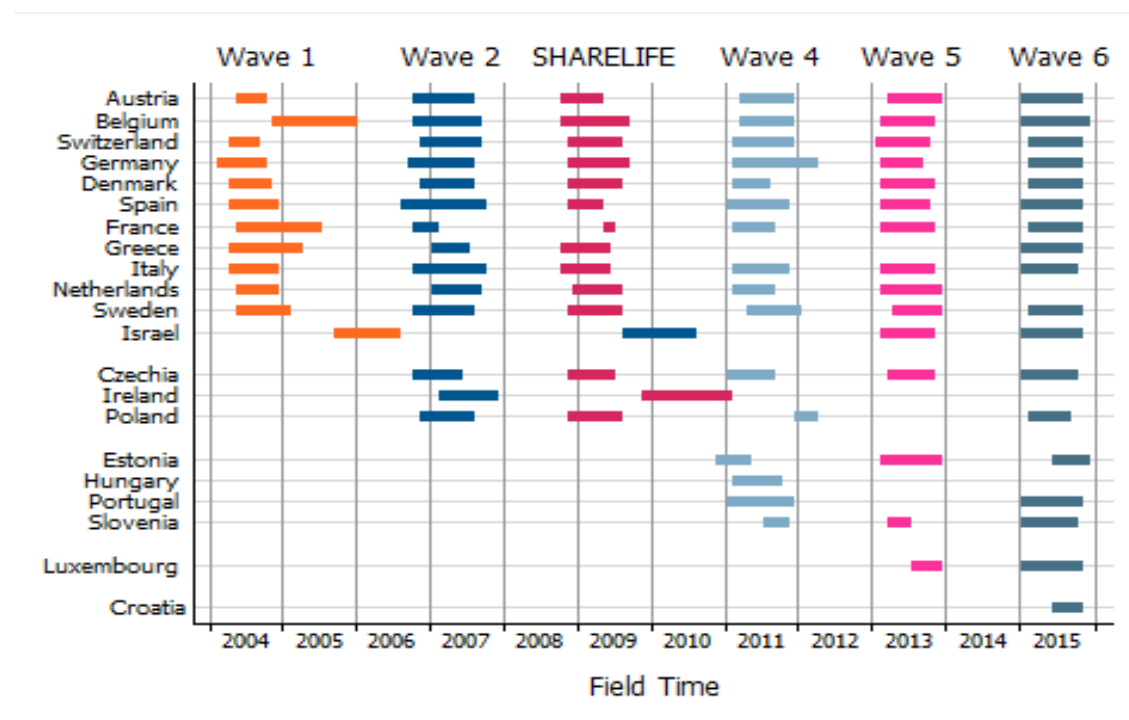 Wave 1 Wave 2 SHARELIFE Wave 4 Wave 5 Wave 6
Austria
Belgium
Switzerland
Germany
Denmark
Spain
France
Greece
Italy
Netherlands
Sweden
Israel
Czechia
Ireland
Poland
Estonia
Hungary
Portugal
Slovenia
Luxembourg
Croatia
2004 2005 2006 2007 2008 2009 2010 2011 2012 2013 2014 2015
Field Time